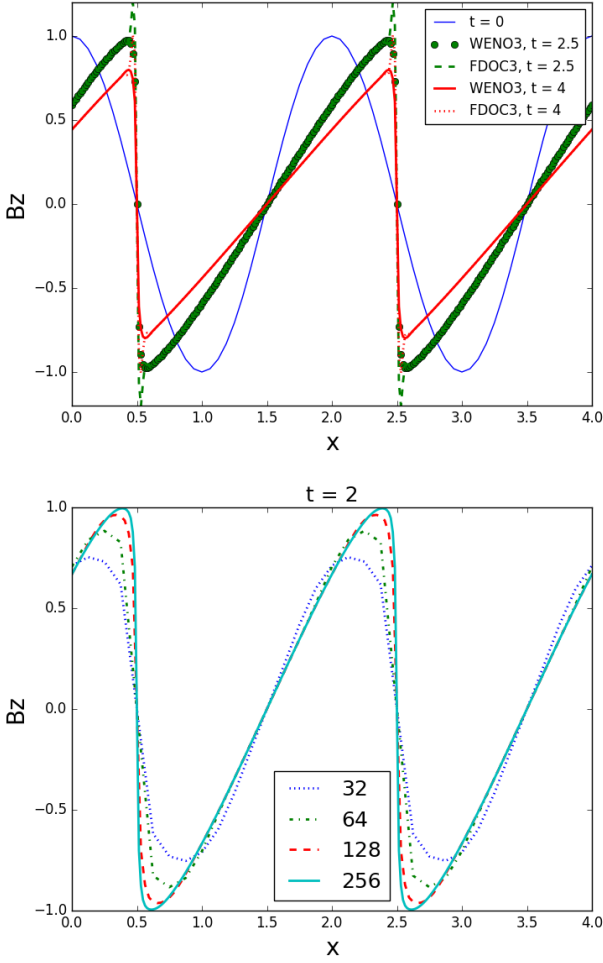 t = 0
WENO3, t = 2.5
FDOC3, t = 2.5
WENO3, t = 4
FDOC3, t = 4
1.0
0.5
0.0
−0.5
−1.0
Bz
0.0 0.5 1.0 1.5 2.0 2.5 3.0 3.5 4.0
x
t = 2
1.0
0.5
0.0
−0.5
−1.0
Bz
32
64
128
256
0.0 0.5 1.0 1.5 2.0 2.5 3.0 3.5 4.0
x